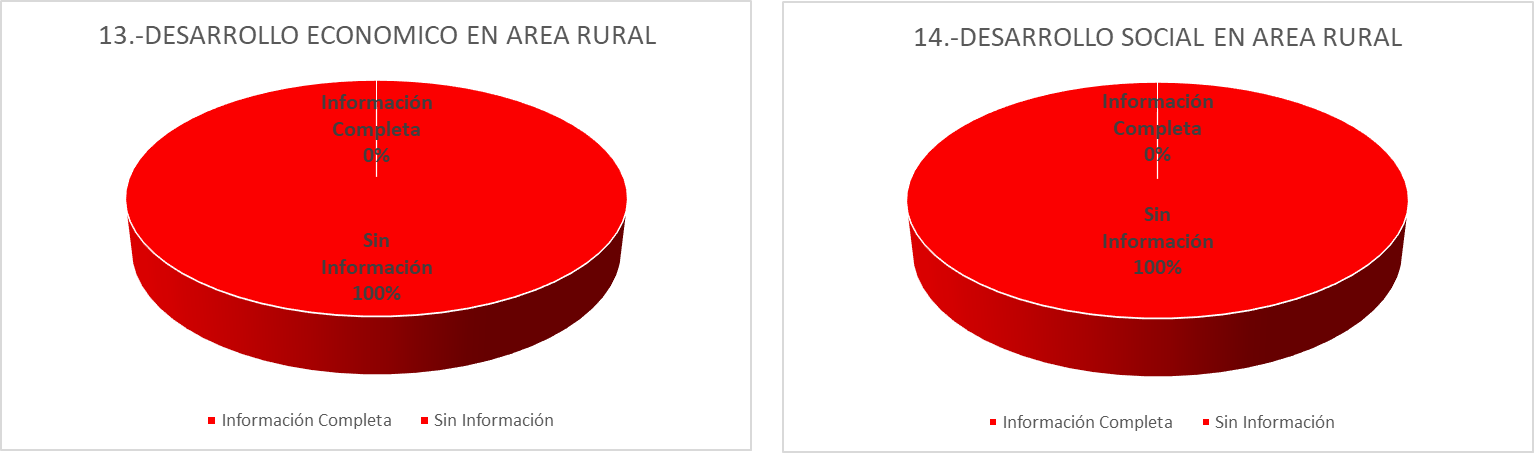 13.-DESARROLLO ECONOMICO EN AREA RURAL
Información
Completa
0%
Sin
Información
100%
Información Completa
Sin Información
14.-DESARROLLO SOCIAL EN AREA RURAL
Información
Completa
0%
Sin
Información
100%
Información Completa
Sin Información